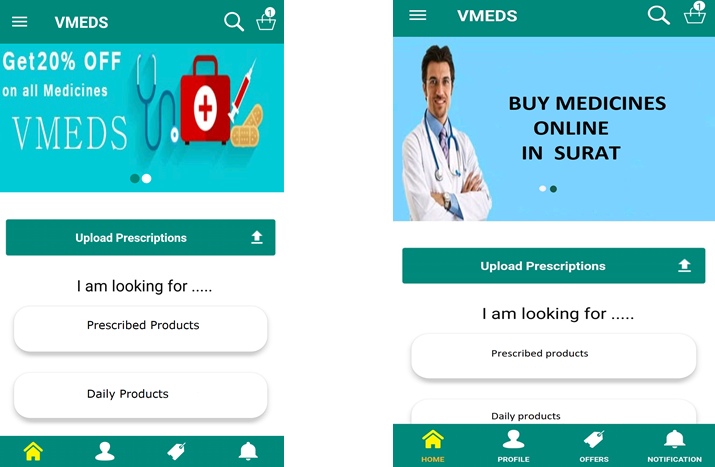 VMEDS
1
Get20% OFF
on all Medicines
VMEDS
Upload Prescriptions
I am looking for .....
Prescribed Products
Daily Products
VMEDS
1
BUY MEDICINES
ONLINE
IN SURAT
Upload Prescriptions
I am looking for .....
Prescribed products
Daily products
HOME PROFILE OFFERS NOTIFICATION